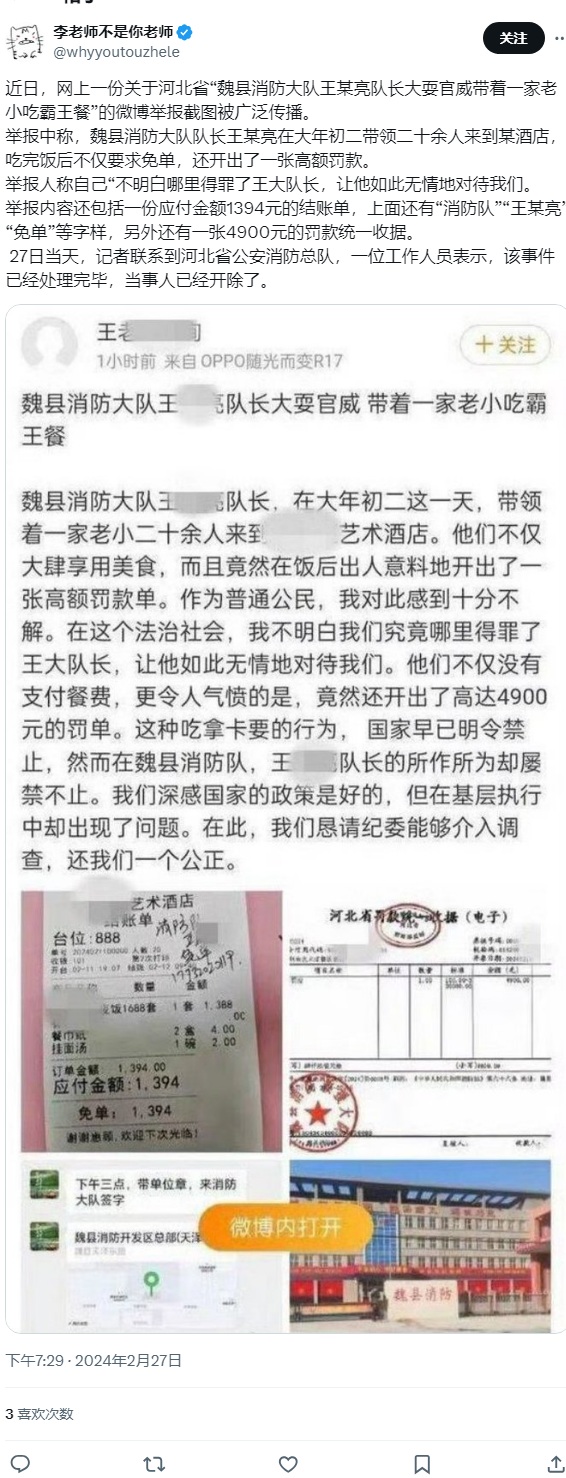 李老师不是你老师
@whyyoutouzhele
关注
近日，网上一份关于河北省“魏县消防大队王某亮队长大耍官威带着一家老
小吃霸王餐”的微博举报截图被广泛传播。
举报中称，魏县消防大队队长王某亮在大年初二带领二十余人来到某酒店，
吃完饭后不仅要求免单，还开出了一张高额罚款。
举报人称自己“不明白哪里得罪了王大队长，让他如此无情地对待我们。
举报内容还包括一份应付金额1394元的结账单，上面还有“消防队”“王某亮”
“免单”等字样，另外还有一张4900元的罚款统一收据。
27日当天，记者联系到河北省公安消防总队，一位工作人员表示，该事件
已经处理完毕，当事人已经开除了。
王老
1小时前 来自 OPPO随光而变R17
＋关注
魏县消防大队王 亮队长大耍官威 带着一家老小吃霸
王餐
魏县消防大队王 亮队长，在大年初二这一天，带领
着一家老小二十余人来到 艺术酒店。他们不仅
大肆享用美食，而且竟然在饭后出人意料地开出了一
张高额罚款单。作为普通公民，我对此感到十分不
解。在这个法治社会，我不明白我们究竟哪里得罪了
王大队长，让他如此无情地对待我们。他们不仅没有
支付餐费，更令人气愤的是，竟然还开出了高达4900
元的罚单。这种吃拿卡要的行为， 国家早已明令禁
止，然而在魏县消防队，王 队长的所作所为却屡
禁不止。我们深感国家的政策是好的，但在基层执行
中却出现了问题。在此，我们恳请纪委能够介入调
查，还我们一个公正。
艺术酒店
结账单
消防队
台位：888
数量 金额
饭1688套 1 套 1,388
餐巾纸 2 盒 4.00
挂面汤 1 碗 2.00
订单金额 1,394.00
应付金额：1,394
免单： 1,394
谢谢惠顾，欢迎下次光临！
河北省罚款统一收据（电子）
项目名称 单位 数量 标准 金额（元）
下午三点，带单位章，来消防
大队签字
魏县消防开发区总部(天泽
魏县天泽乐园
微博内打开
魏县消防
下午7:29 · 2024年2月27日
3 喜欢次数